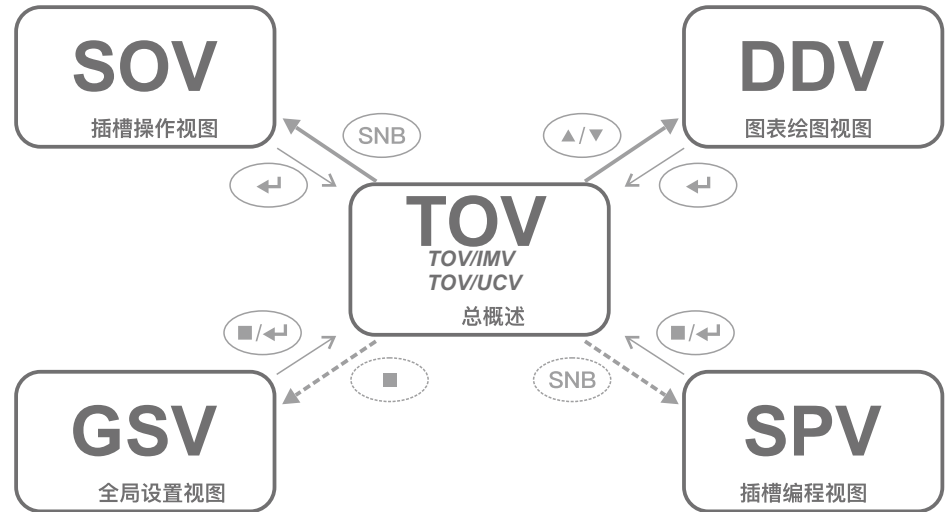 SOV
插槽操作视图
DDV
图表绘图视图
SNB
▲/▼
TOV
TOV/IMV
TOV/UCV
总概述
■/↵
■/↵
SNB
GSV
全局设置视图
SPV
插槽编程视图